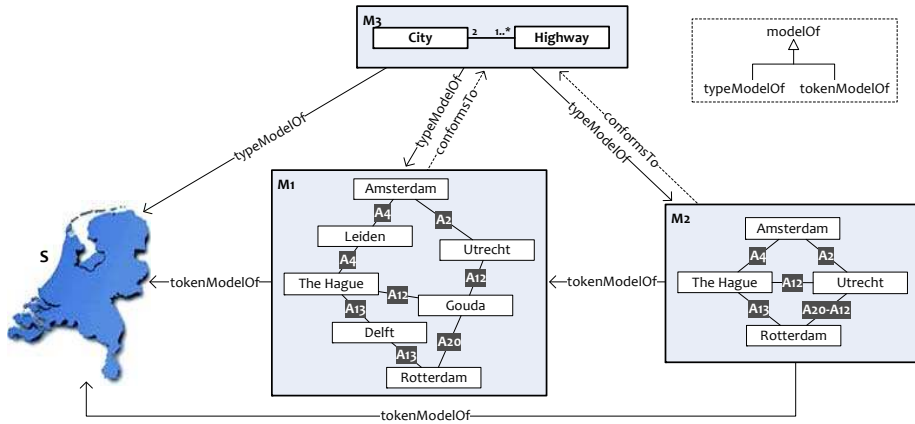 M3
City
2
1..*
Highway
modelOf
typeModelOf
tokenModelOf
typeModelOf
typeModelOf
conformsTo
typeModelOf
conformsTo
S
tokenModelOf
M1
Amsterdam
A4
A2
Leiden
Utrecht
A4
A12
The Hague
A12
Gouda
A13
Delft
A20
A13
Rotterdam
tokenModelOf
M2
Amsterdam
A4
A2
The Hague
A12
Utrecht
A13
A20-A12
Rotterdam
tokenModelOf